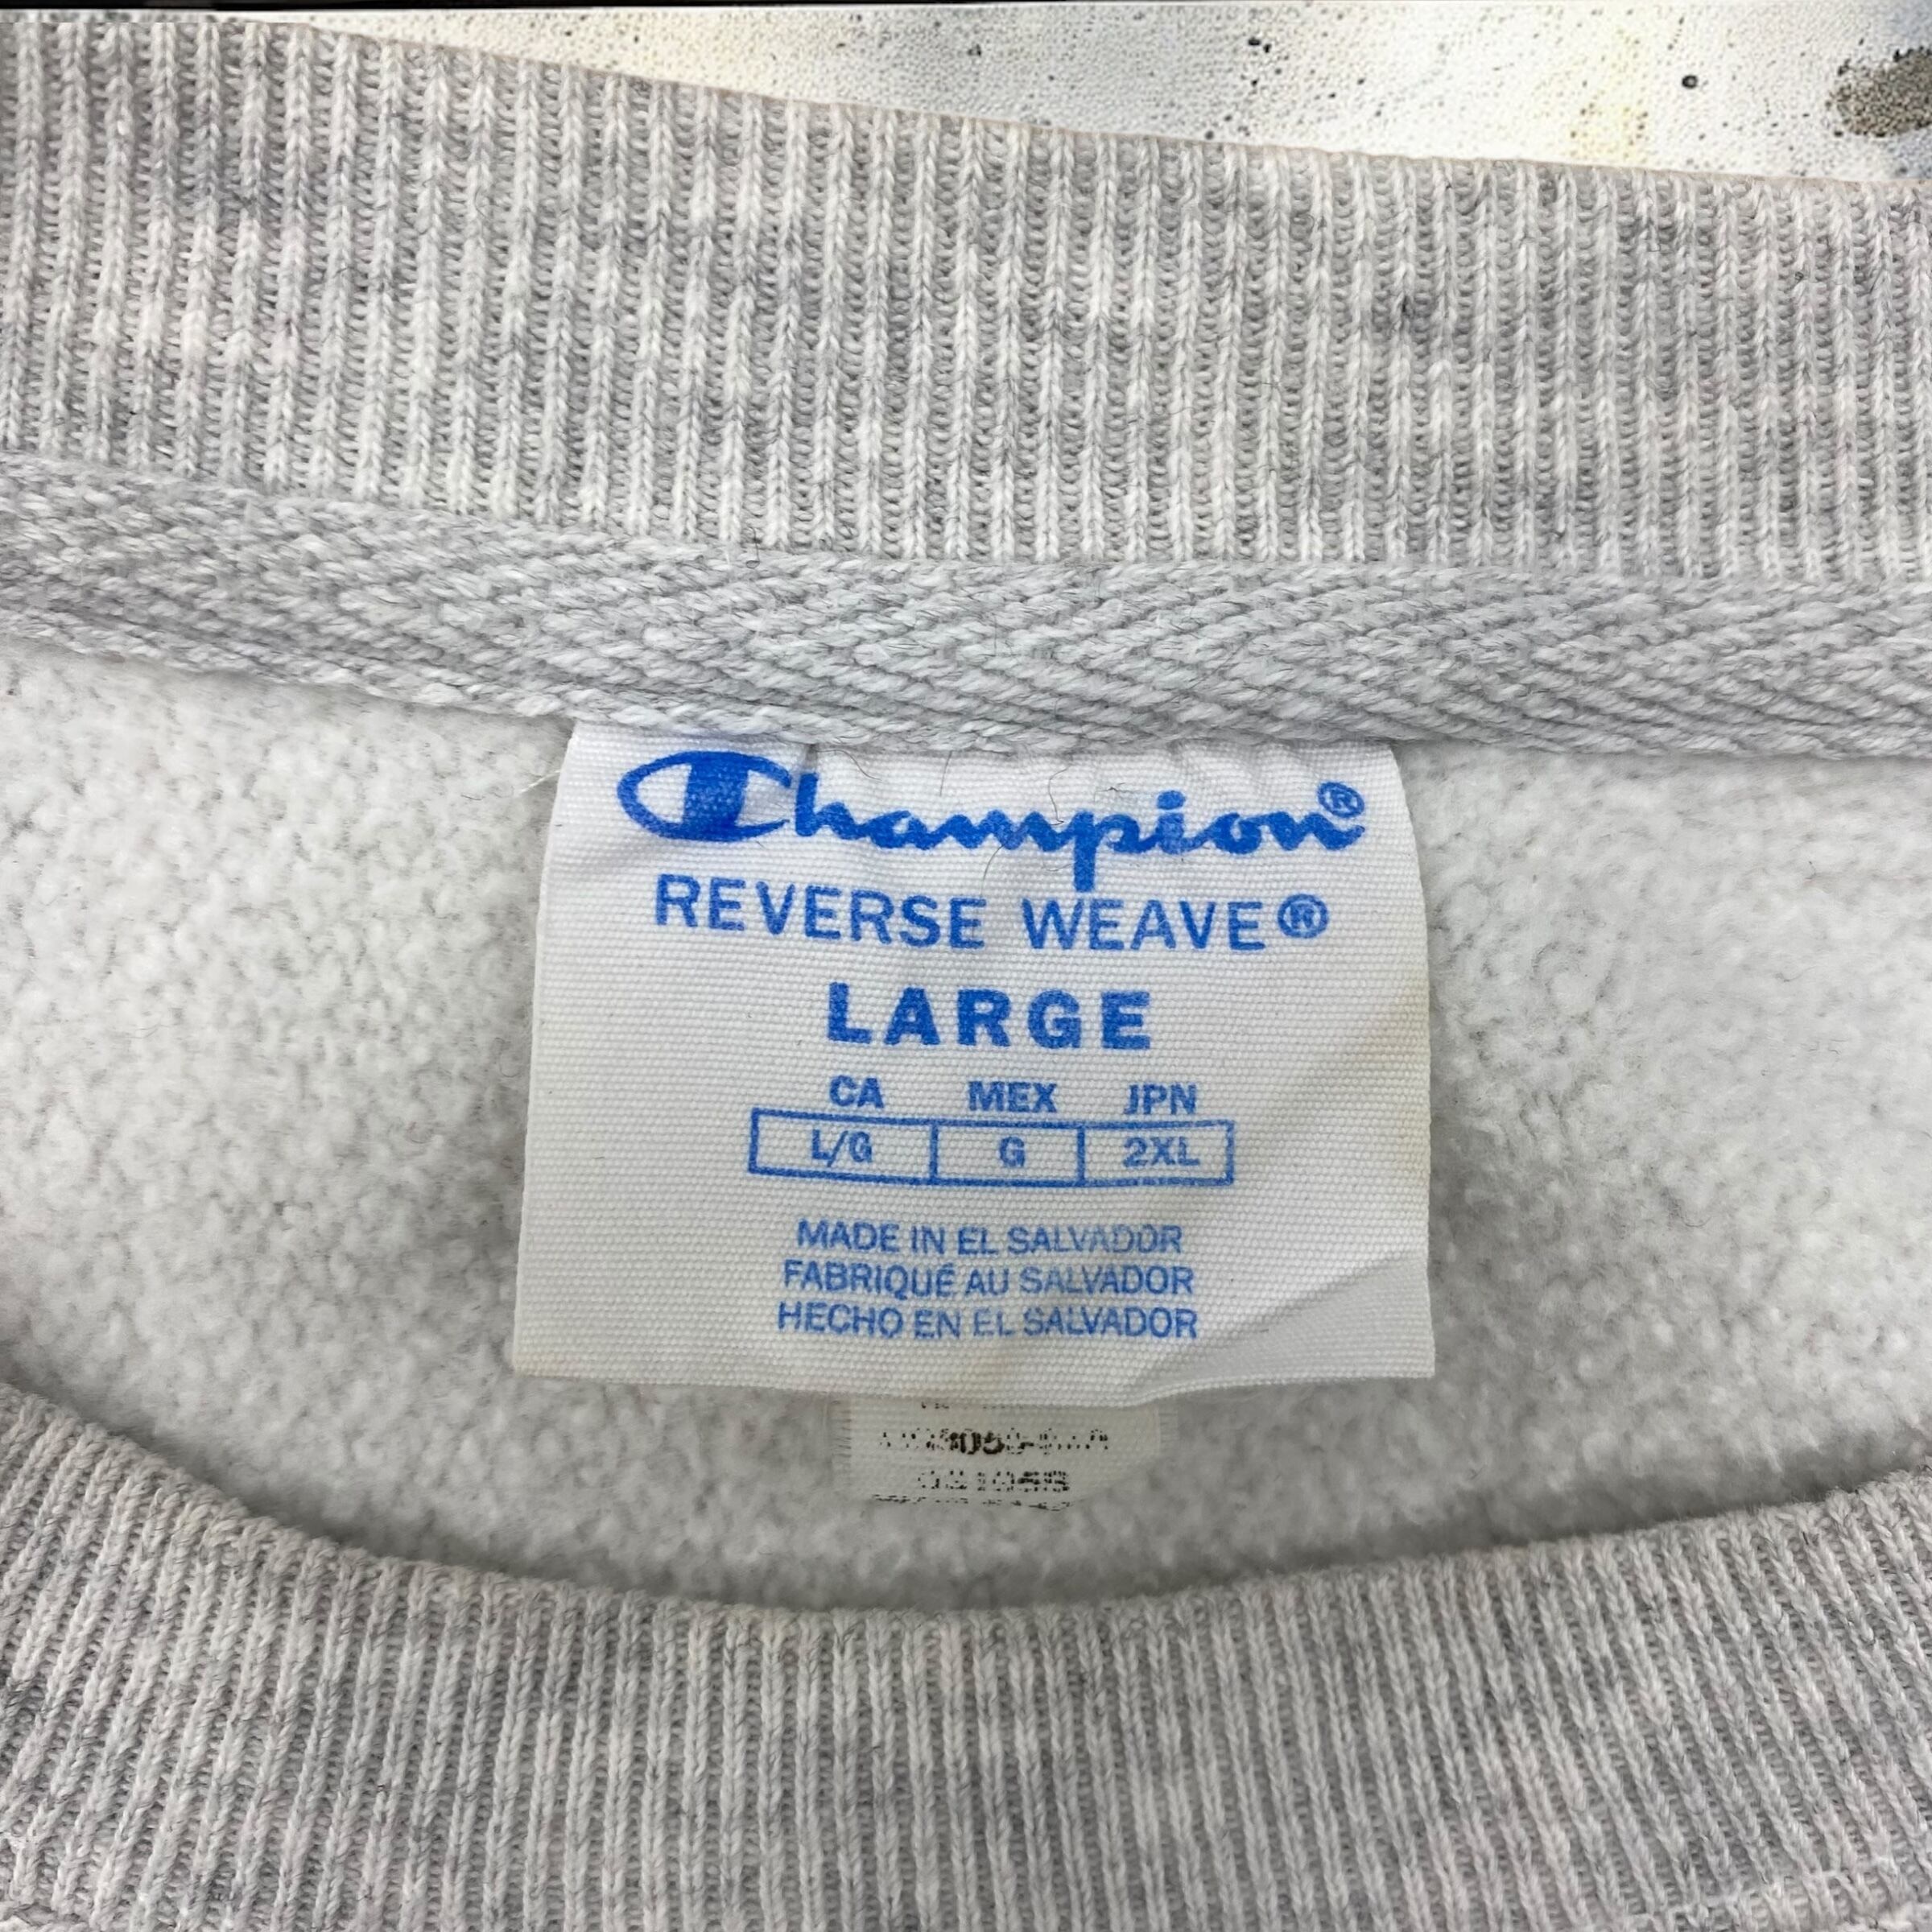 Champion®
REVERSE WEAVE®
LARGE
CA MEX JPN
L/G G 2XL
MADE IN EL SALVADOR
FABRIQUÉ AU SALVADOR
HECHO EN EL SALVADOR